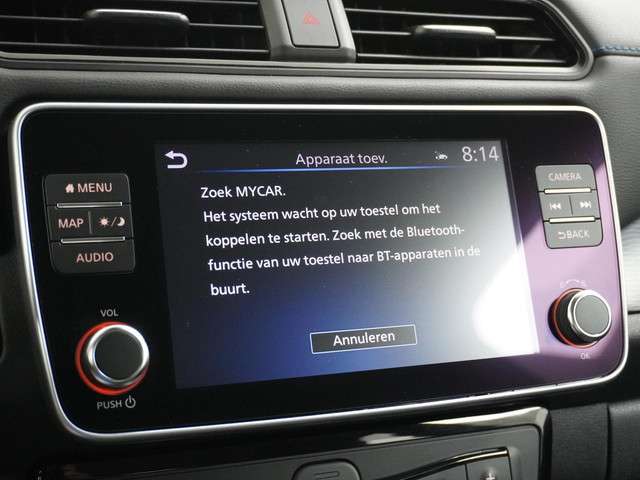 Apparaat toev.
8:14
Zoek MYCAR.
Het systeem wacht op uw toestel om het
koppelen te starten. Zoek met de Bluetooth-
functie van uw toestel naar BT-apparaten in de
buurt.
Annuleren
MENU
MAP
AUDIO
VOL
PUSH
CAMERA
BACK
OK